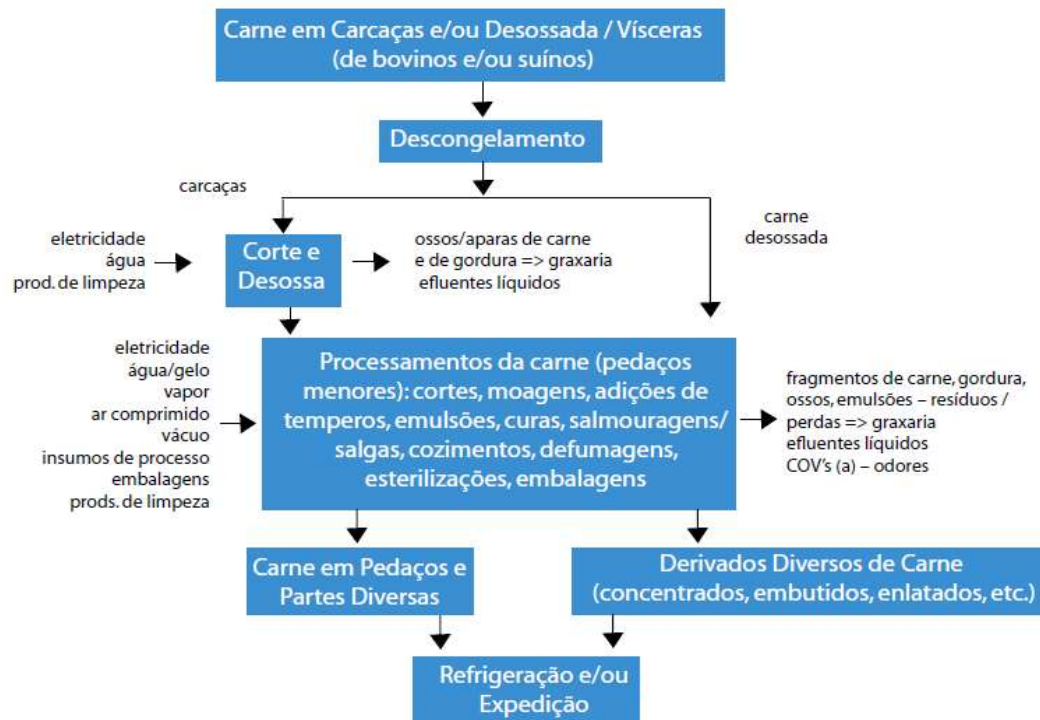 Carne em Carcaças e/ou Desossada / Vísceras
(de bovinos e/ou suínos)
Descongelamento
carcaças
carne
desossada
eletricidade
água
prod. de limpeza
Corte e
Desossa
ossos/aparas de carne
e de gordura => graxaria
efluentes líquidos
eletricidade
água/gelo
vapor
ar comprimido
vácuo
insumos de processo
embalagens
prods. de limpeza
Processamentos da carne (pedaços
menores): cortes, moagens, adições de
temperos, emulsões, curas, salmouragens/
salgas, cozimentos, defumagens,
esterilizações, embalagens
fragmentos de carne, gordura,
ossos, emulsões – resíduos /
perdas => graxaria
efluentes líquidos
COV's (a) – odores
Carne em Pedaços e
Partes Diversas
Derivados Diversos de Carne
(concentrados, embutidos, enlatados, etc.)
Refrigeração e/ou
Expedição